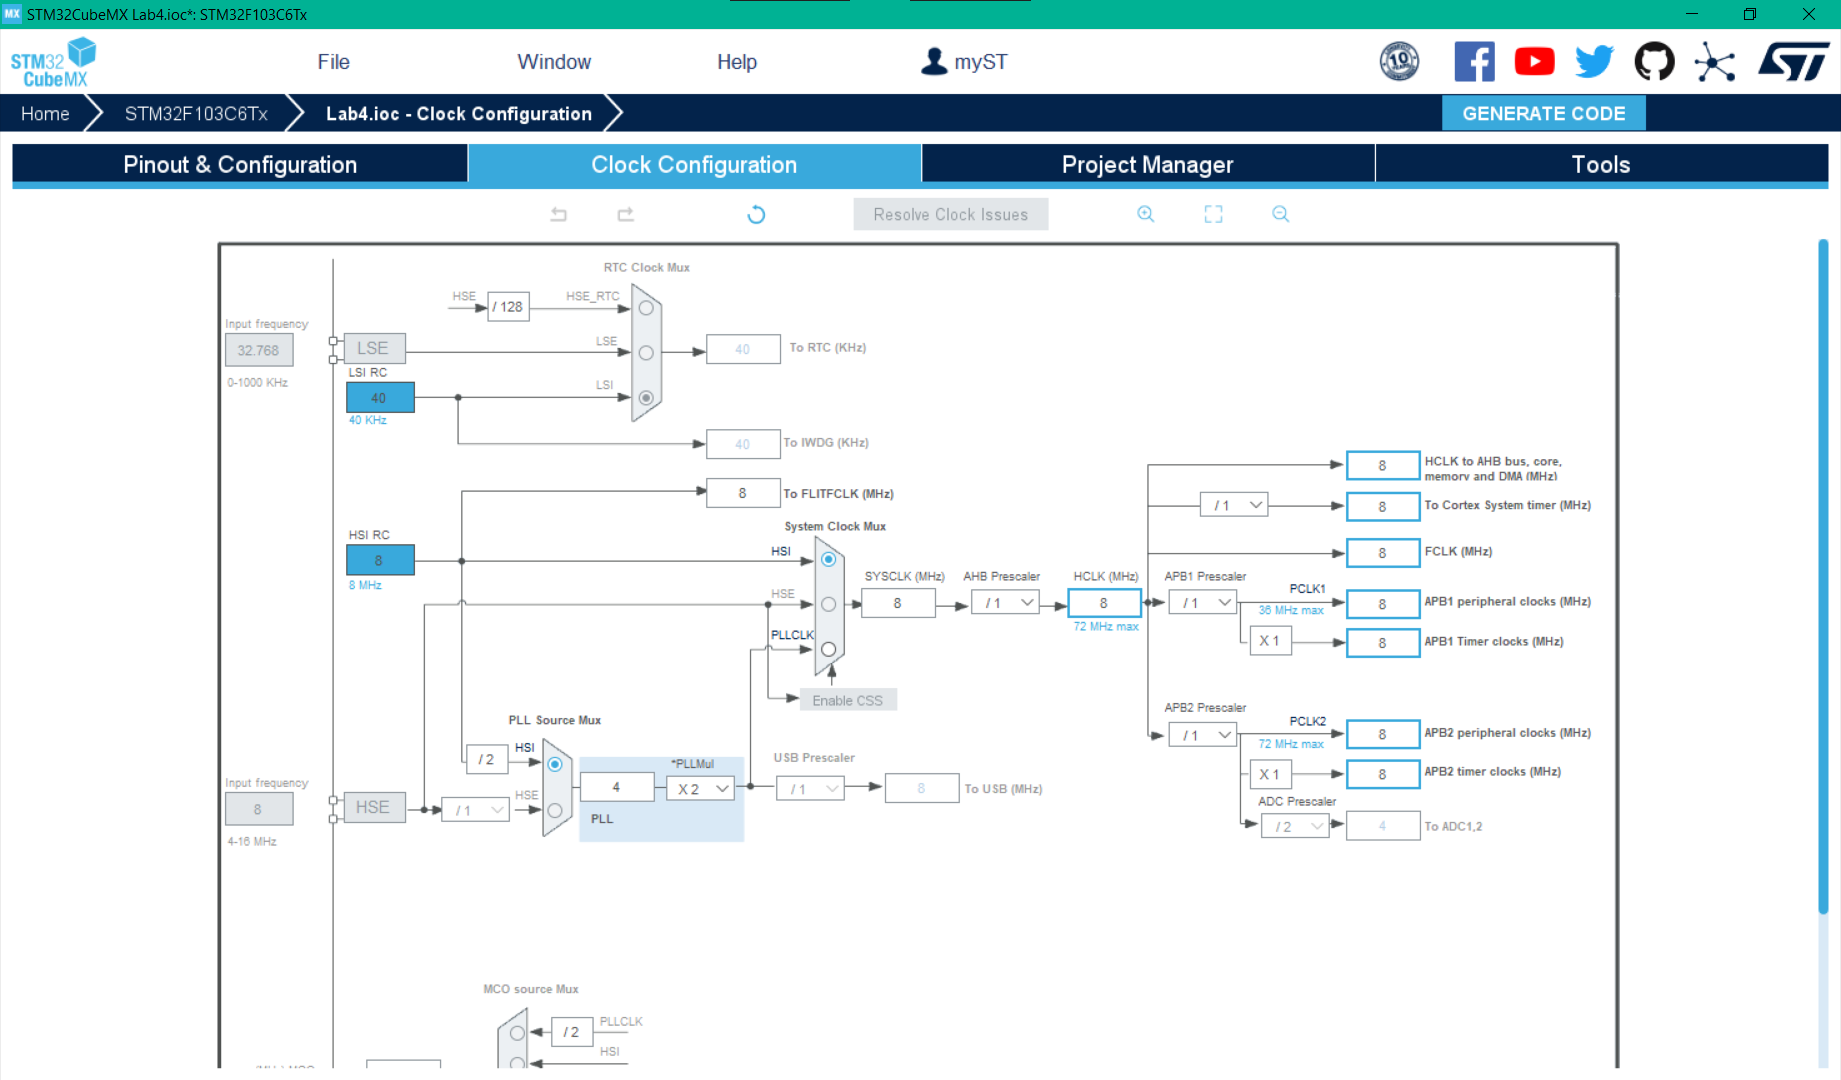 MX STM32CubeMX Lab4.ioc*: STM32F103C6Tx
STM32
CubeMX
File
Window
Help
myST
10
Home
STM32F103C6Tx
Lab4.ioc - Clock Configuration
GENERATE CODE
Pinout & Configuration
Clock Configuration
Project Manager
Tools
Resolve Clock Issues
RTC Clock Mux
HSE
/ 128
HSE_RTC
Input frequency
32.768
0-1000 KHz
LSE
LSE
40
To RTC (KHz)
LSI RC
40
40 KHz
LSI
40
To IWDG (KHz)
8
To FLITFCLK (MHz)
System Clock Mux
HSI RC
8
8 MHz
HSI
HSE
PLLCLK
SYSCLK (MHz)
8
AHB Prescaler
/ 1
HCLK (MHz)
8
72 MHz max
8
HCLK to AHB bus, core,
memory and DMA (MHz)
/ 1
8
To Cortex System timer (MHz)
8
FCLK (MHz)
APB1 Prescaler
/ 1
PCLK1
36 MHz max
8
APB1 peripheral clocks (MHz)
X 1
8
APB1 Timer clocks (MHz)
Enable CSS
APB2 Prescaler
/ 1
PCLK2
72 MHz max
8
APB2 peripheral clocks (MHz)
X 1
8
APB2 timer clocks (MHz)
ADC Prescaler
/ 2
4
To ADC1,2
PLL Source Mux
/ 2
HSI
HSE
4
*PLLMul
X 2
PLL
USB Prescaler
/ 1
8
To USB (MHz)
Input frequency
8
4-16 MHz
HSE
/ 1
MCO source Mux
/ 2
PLLCLK
HSI